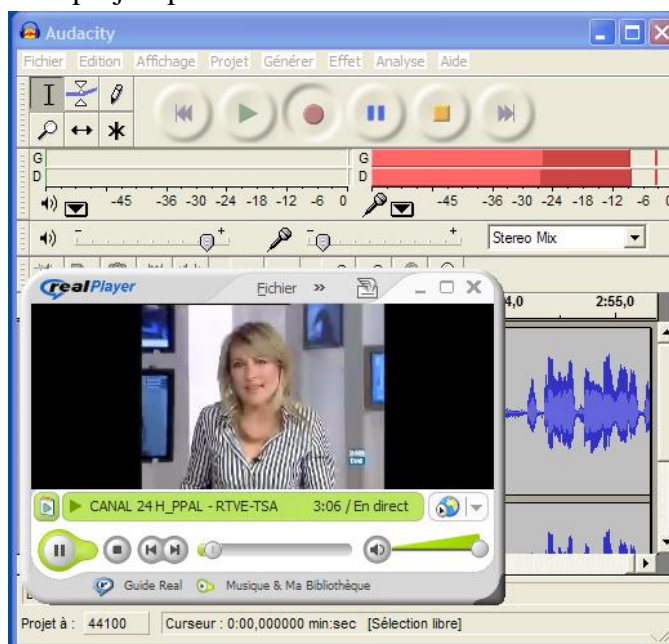 Audacity
Fichier Edition Affichage Projet Générer Effet Analyse Aide
G
D
-45 -36 -30 -24 -18 -12 -6 0
G
D
-45 -36 -30 -24 -18 -12 -6 0
Stereo Mix
realPlayer Fichier »
4,0 2:55,0
24h
tve
CANAL 24 H_PPAL - RTVE-TSA 3:06 / En direct
Guide Real Musique & Ma Bibliothèque
Projet à : 44100 Curseur : 0:00,000000 min:sec [Sélection libre]